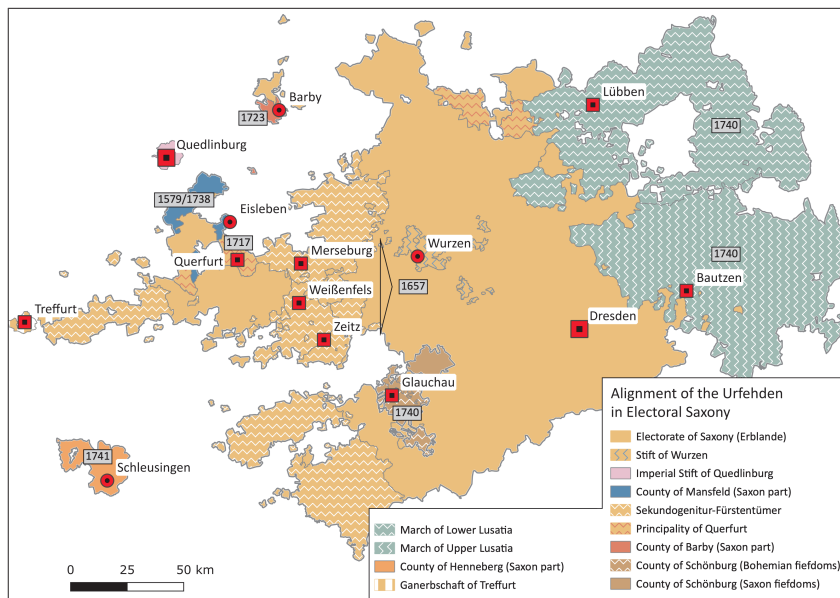 Barby
Lübben
1723
1740
Quedlinburg
1579/1738
Eisleben
1717
Querfurt
Merseburg
Wurzen
1740
Bautzen
Weißenfels
1657
Treffurt
Zeitz
Dresden
Glauchau
1740
1741
Schleusingen
0 25 50 km
Alignment of the Urfehden
in Electoral Saxony
Electorate of Saxony (Erblande)
Stift of Wurzen
Imperial Stift of Quedlinburg
County of Mansfeld (Saxon part)
Sekundogenitur-Fürstentümer
Principality of Querfurt
County of Barby (Saxon part)
County of Schönburg (Bohemian fiefdoms)
County of Schönburg (Saxon fiefdoms)
March of Lower Lusatia
March of Upper Lusatia
County of Henneberg (Saxon part)
Ganerbschaft of Treffurt